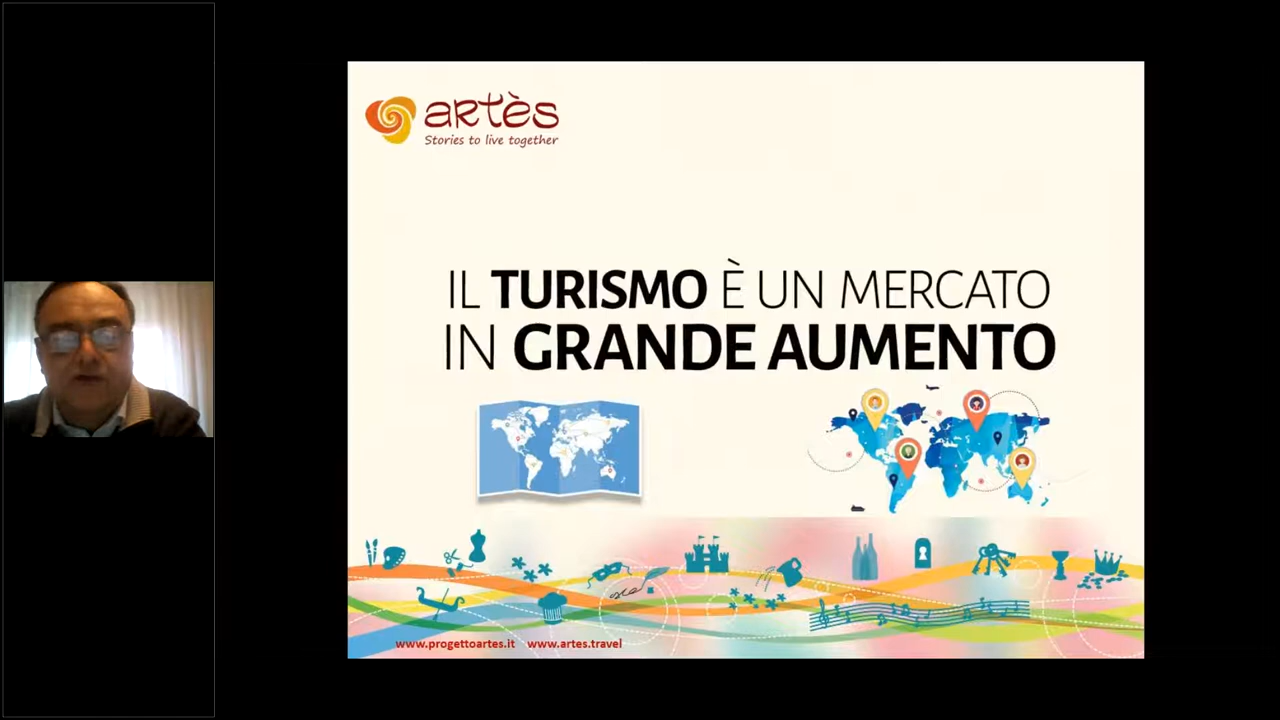 artès
Stories to live together
IL TURISMO È UN MERCATO
IN GRANDE AUMENTO
www.progettoartes.it www.artes.travel